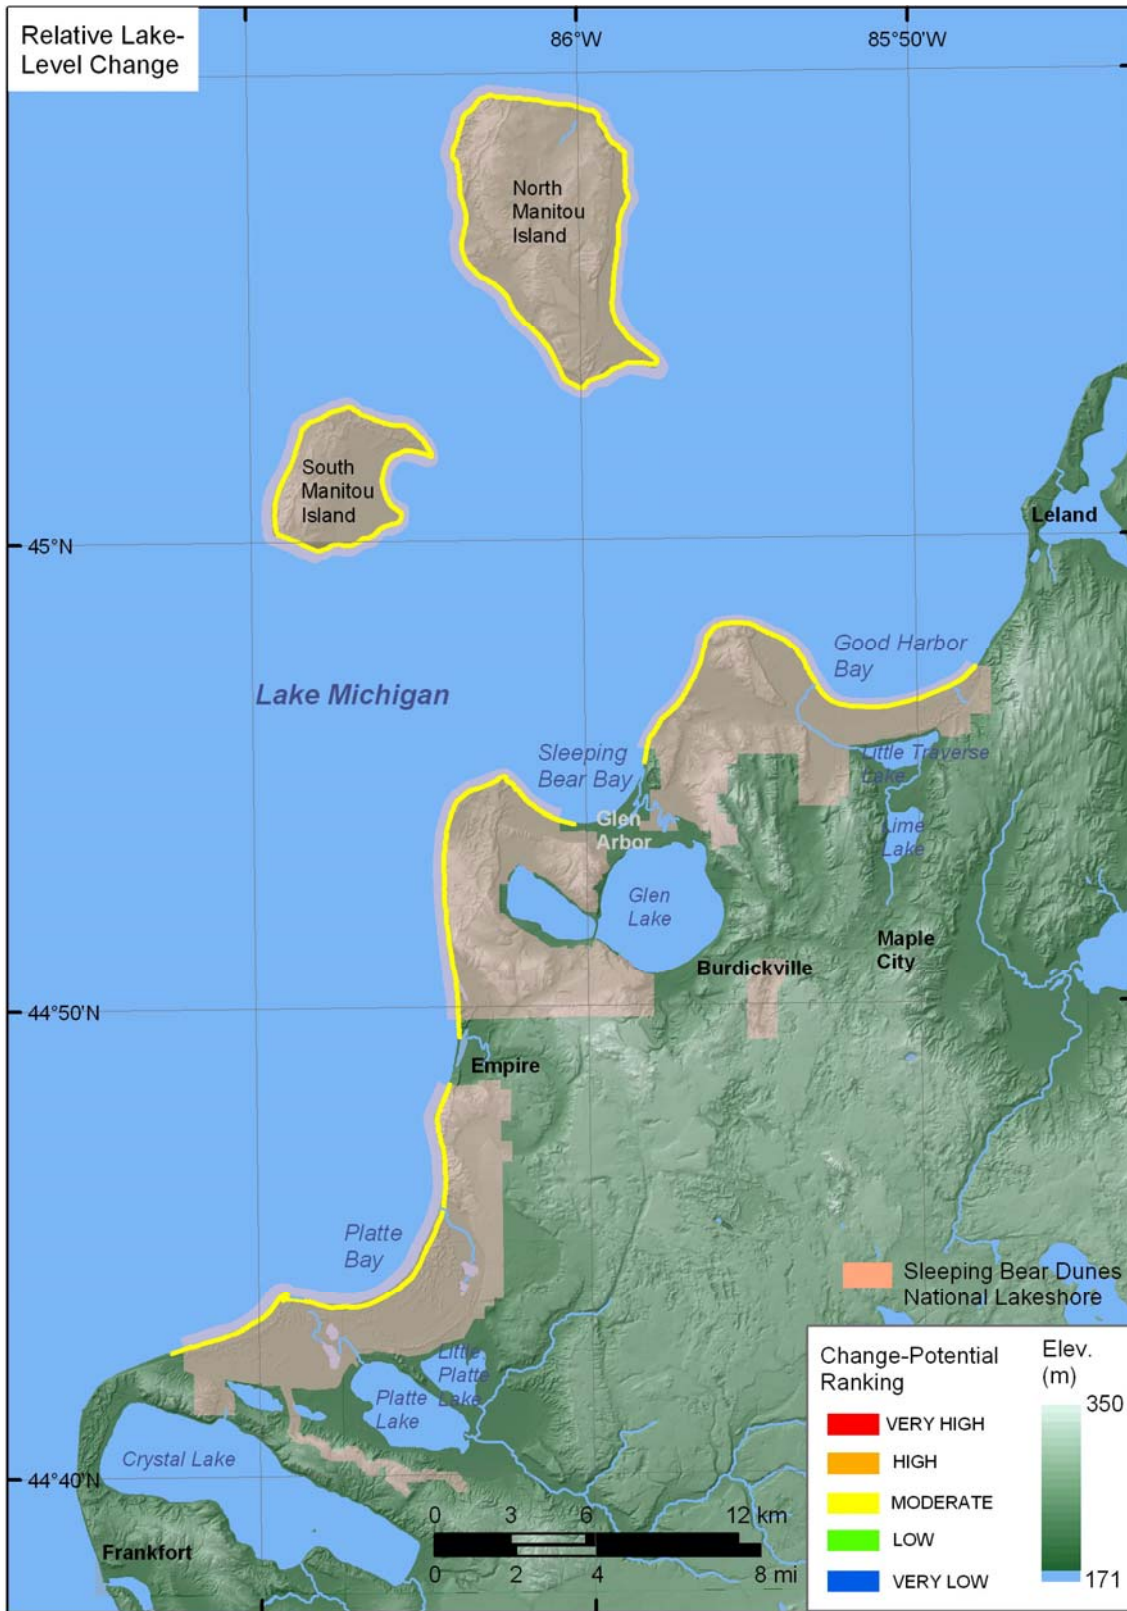 Relative Lake-
Level Change
86°W
85°50'W
North
Manitou
Island
South
Manitou
Island
Leland
45°N
Good Harbor
Bay
Lake Michigan
Sleeping
Bear Bay
Little Traverse
Lake
Glen
Arbor
Lime
Lake
Glen
Lake
Maple
City
Burdickville
44°50'N
Empire
Platte
Bay
Sleeping Bear Dunes
National Lakeshore
Little
Platte
Lake
Platte
Lake
Crystal Lake
44°40'N
Frankfort
0 3 6 12 km
0 2 4 8 mi
Change-Potential
Ranking
VERY HIGH
HIGH
MODERATE
LOW
VERY LOW
Elev.
(m)
350
171